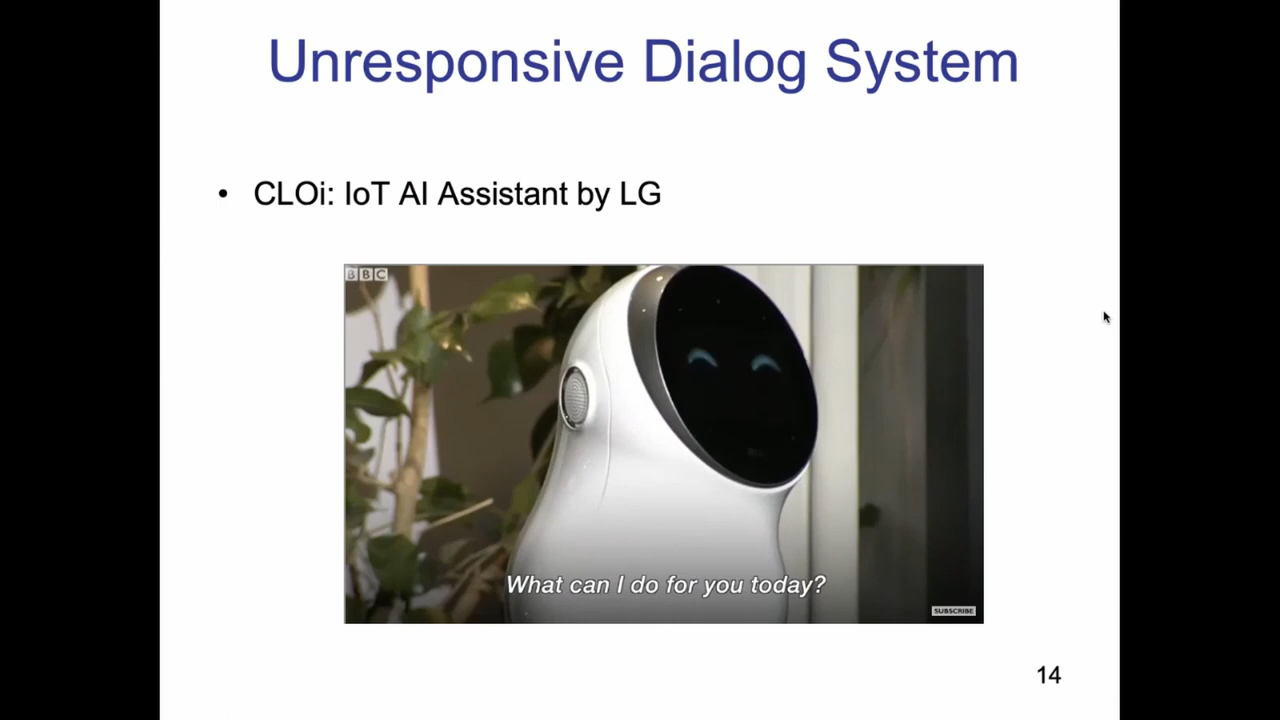 Unresponsive Dialog System
• CLOi: IoT AI Assistant by LG
BBC
What can I do for you today?
SUBSCRIBE
14